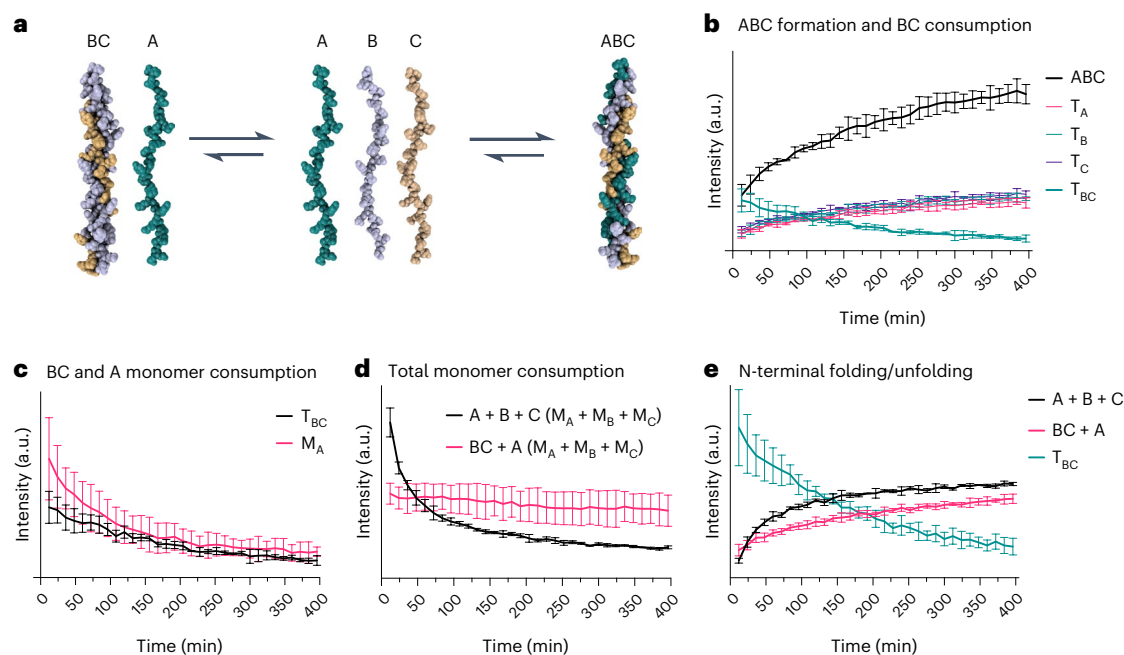 a
BC A A B C ABC
b ABC formation and BC consumption
Intensity (a.u.)
ABC
T_A
T_B
T_C
T_BC
0 50 100 150 200 250 300 350 400
Time (min)
c BC and A monomer consumption
Intensity (a.u.)
T_BC
M_A
0 50 100 150 200 250 300 350 400
Time (min)
d Total monomer consumption
Intensity (a.u.)
A + B + C (M_A + M_B + M_C)
BC + A (M_A + M_B + M_C)
0 50 100 150 200 250 300 350 400
Time (min)
e N-terminal folding/unfolding
Intensity (a.u.)
A + B + C
BC + A
T_BC
0 50 100 150 200 250 300 350 400
Time (min)